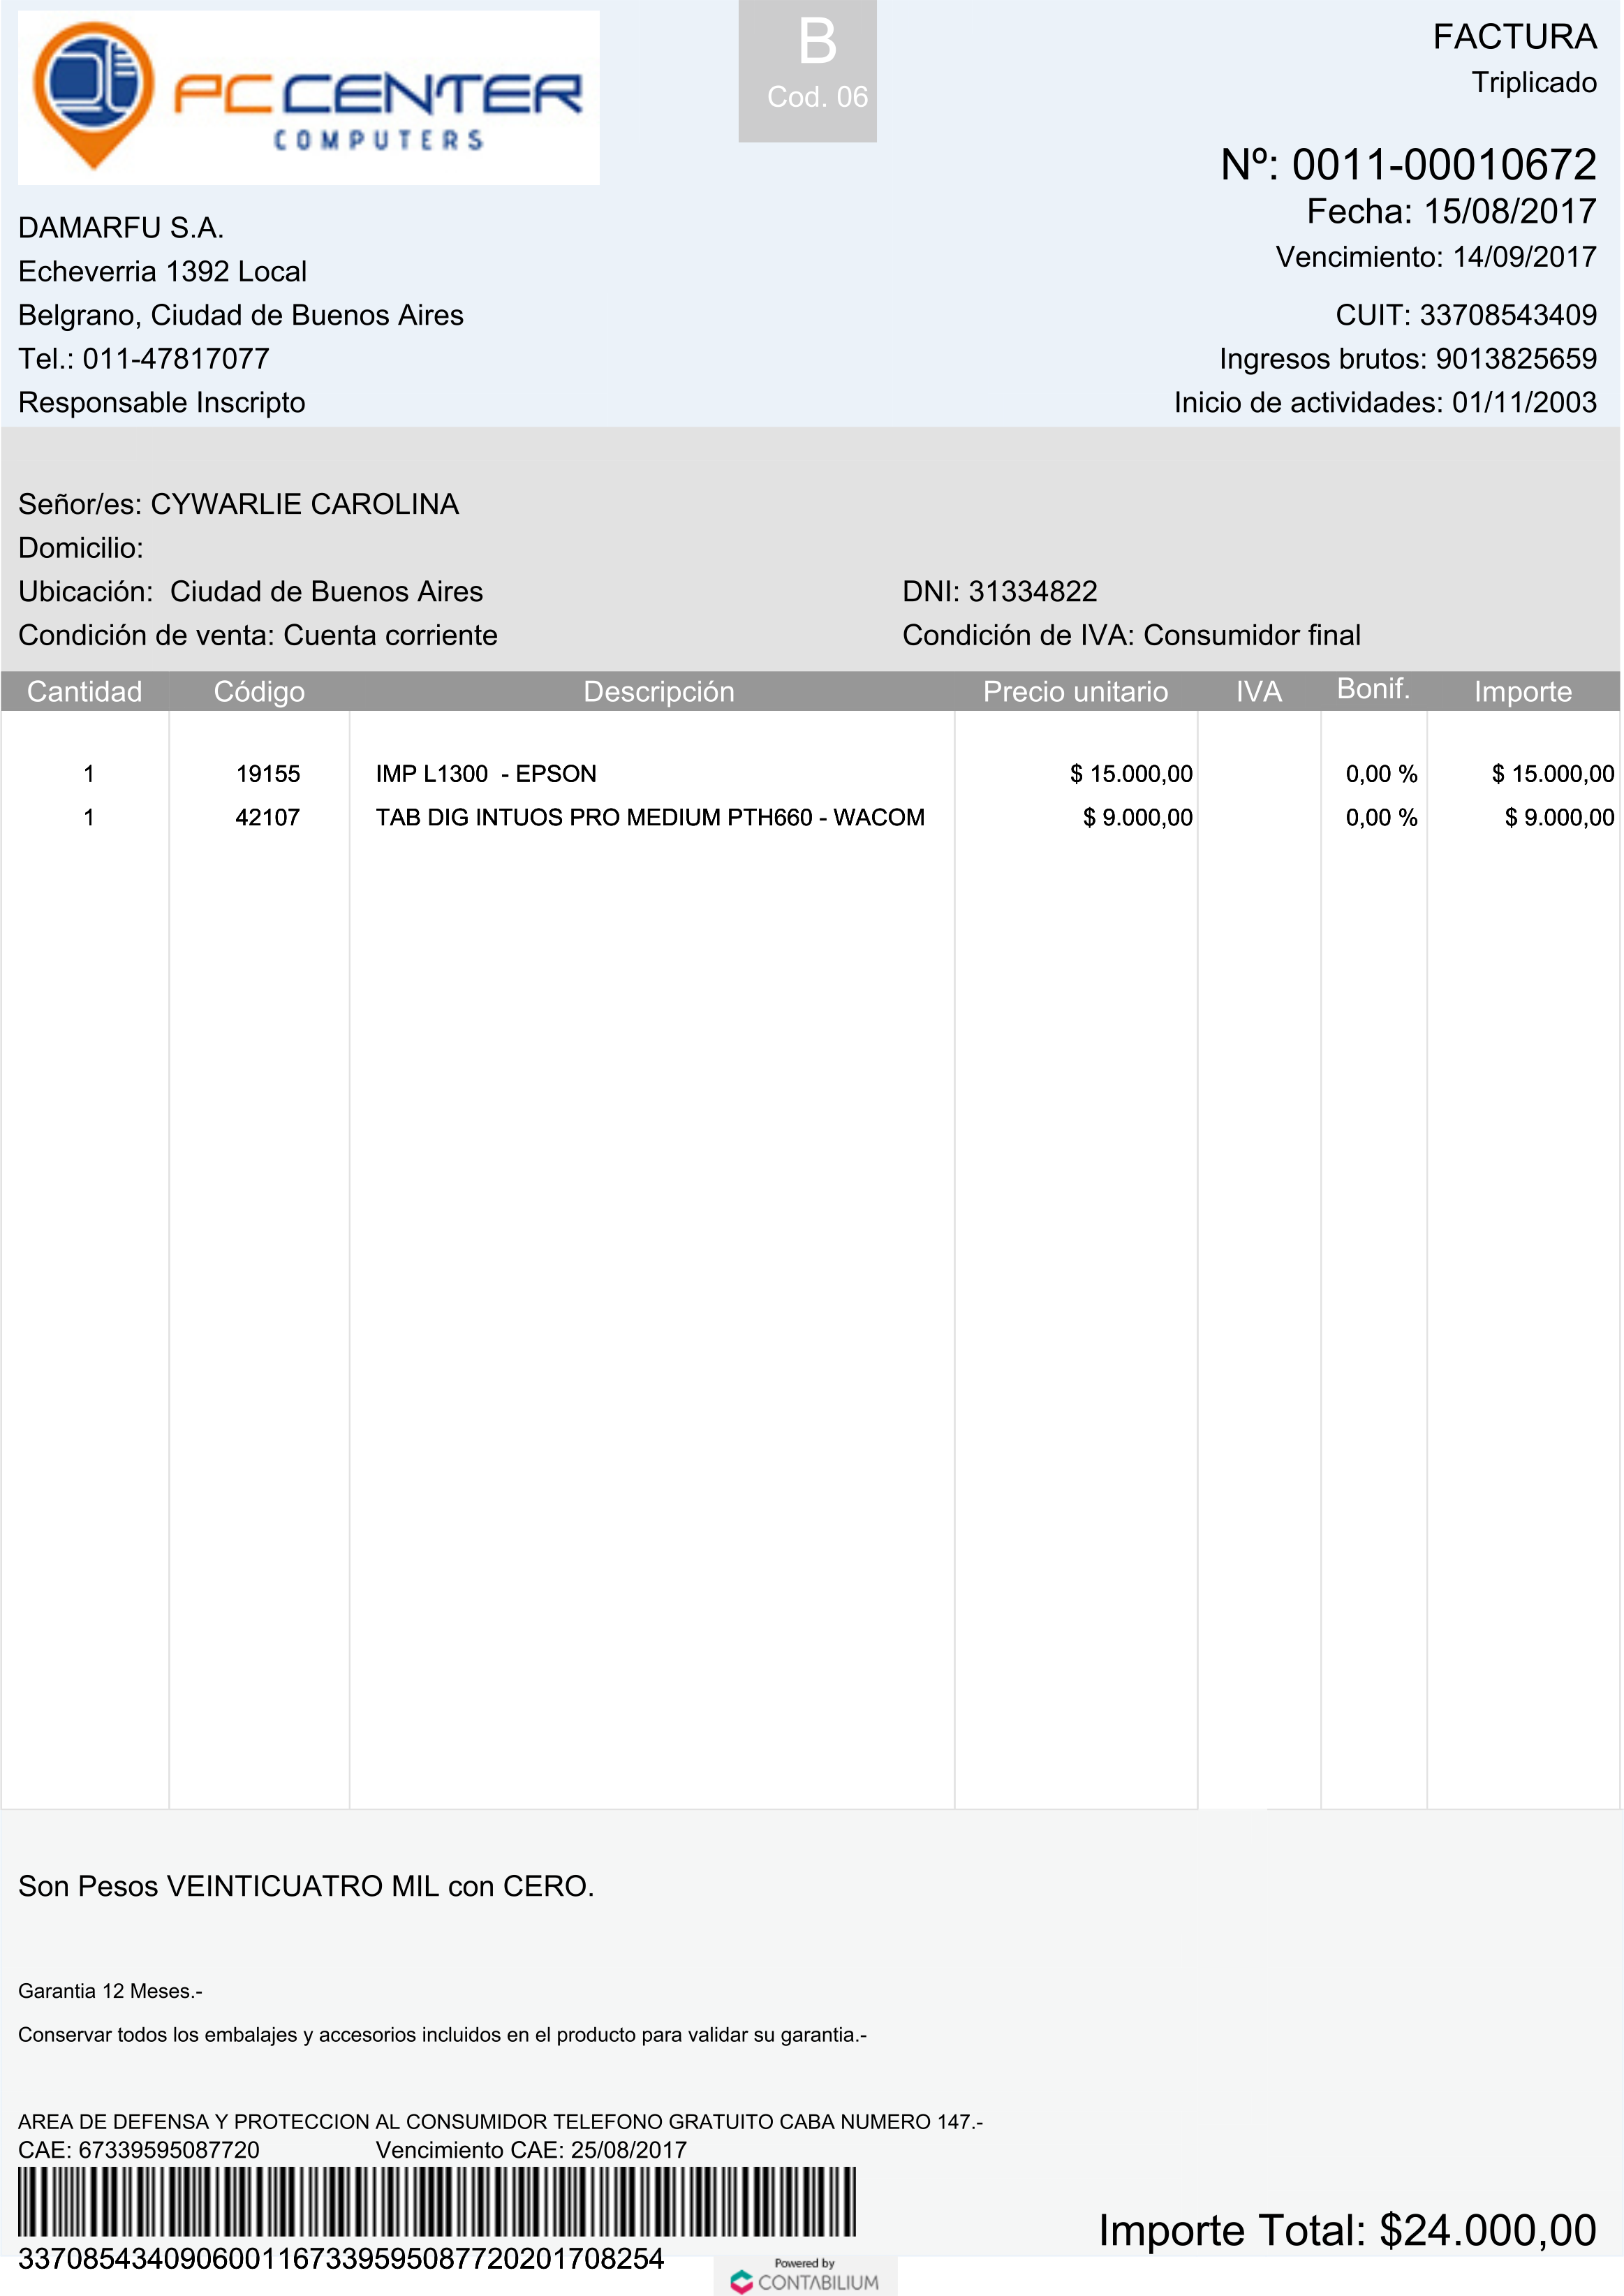 PC CENTER
COMPUTERS
B
Cod. 06
FACTURA
Triplicado
Nº: 0011-00010672
Fecha: 15/08/2017
Vencimiento: 14/09/2017
DAMARFU S.A.
Echeverria 1392 Local
Belgrano, Ciudad de Buenos Aires
Tel.: 011-47817077
Responsable Inscripto
CUIT: 33708543409
Ingresos brutos: 9013825659
Inicio de actividades: 01/11/2003
Señor/es: CYWARLIE CAROLINA
Domicilio:
Ubicación: Ciudad de Buenos Aires DNI: 31334822
Condición de venta: Cuenta corriente Condición de IVA: Consumidor final
Cantidad Código Descripción Precio unitario IVA Bonif. Importe
1 19155 IMP L1300 - EPSON $ 15.000,00 0,00 % $ 15.000,00
1 42107 TAB DIG INTUOS PRO MEDIUM PTH660 - WACOM $ 9.000,00 0,00 % $ 9.000,00
Son Pesos VEINTICUATRO MIL con CERO.
Garantia 12 Meses.-
Conservar todos los embalajes y accesorios incluidos en el producto para validar su garantia.-
AREA DE DEFENSA Y PROTECCION AL CONSUMIDOR TELEFONO GRATUITO CABA NUMERO 147.-
CAE: 67339595087720 Vencimiento CAE: 25/08/2017
Importe Total: $24.000,00
337085434090600116733959508772020170825​4
Powered by
CONTABILIUM